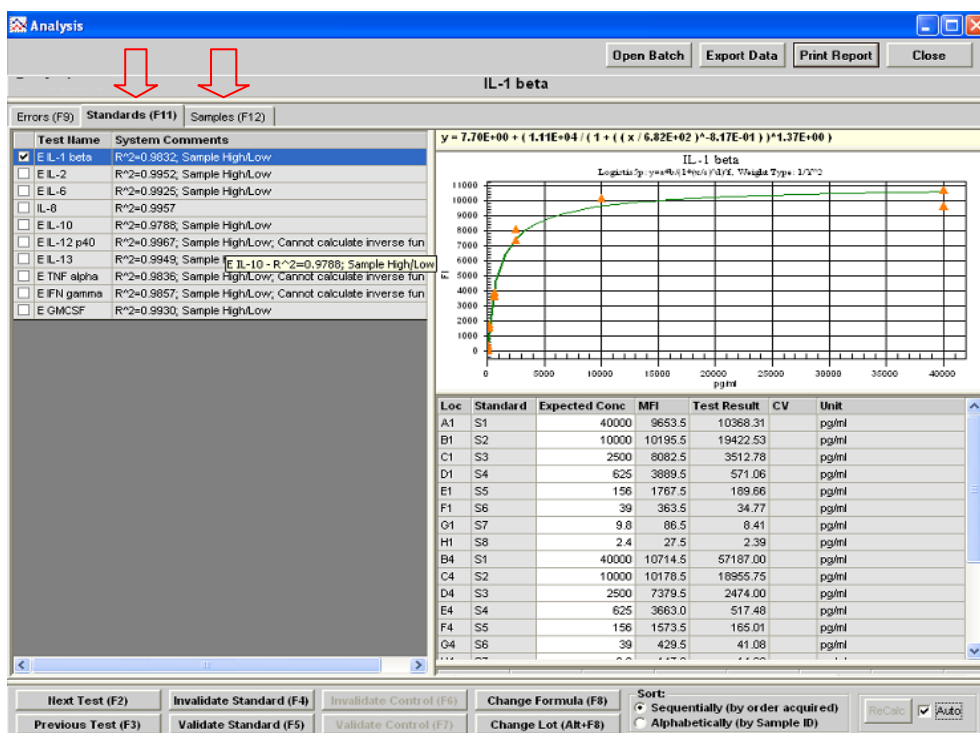 Analysis
Open Batch Export Data Print Report Close
IL-1 beta
Errors (F9) Standards (F11) Samples (F12)
Test Name System Comments
E IL-1 beta R^2=0.9832; Sample High/Low
E IL-2 R^2=0.9952; Sample High/Low
E IL-6 R^2=0.9925; Sample High/Low
IL-8 R^2=0.9957
E IL-10 R^2=0.9788; Sample High/Low
E IL-12 p40 R^2=0.9967; Sample High/Low; Cannot calculate inverse fun
E IL-13 R^2=0.9949; Sample
E IL-10 - R^2=0.9788; Sample High/Low
E TNF alpha R^2=0.9836; Sample High/Low; Cannot calculate inverse fun
E IFN gamma R^2=0.9857; Sample High/Low; Cannot calculate inverse fun
E GMCSF R^2=0.9930; Sample High/Low
y = 7.70E+00 + ( 1.11E+04 / ( 1 + ( ( x / 6.82E+02 )^-8.17E-01 ) )^1.37E+00 )
IL-1 beta
Weight Type: 1/Y^2
11000
10000
9000
8000
7000
6000
5000
4000
3000
2000
1000
0
FI
0 5000 10000 15000 20000 25000 30000 35000 40000
pg/ml
Loc Standard Expected Conc MFI Test Result CV Unit
A1 S1 40000 9653.5 10368.31 pg/ml
B1 S2 10000 10195.5 19422.53 pg/ml
C1 S3 2500 8082.5 3512.78 pg/ml
D1 S4 625 3889.5 571.06 pg/ml
E1 S5 156 1767.5 189.66 pg/ml
F1 S6 39 363.5 34.77 pg/ml
G1 S7 9.8 86.5 8.41 pg/ml
H1 S8 2.4 27.5 2.39 pg/ml
B4 S1 40000 10714.5 57187.00 pg/ml
C4 S2 10000 10178.5 18955.75 pg/ml
D4 S3 2500 7379.5 2474.00 pg/ml
E4 S4 625 3663.0 517.48 pg/ml
F4 S5 156 1573.5 165.01 pg/ml
G4 S6 39 429.5 41.08 pg/ml
Next Test (F2) Invalidate Standard (F4) Invalidate Control (F6) Change Formula (F8)
Previous Test (F3) Validate Standard (F5) Validate Control (F7) Change Lot (Alt+F8)
Sort:
Sequentially (by order acquired)
Alphabetically (by Sample ID)
ReCalc Auto